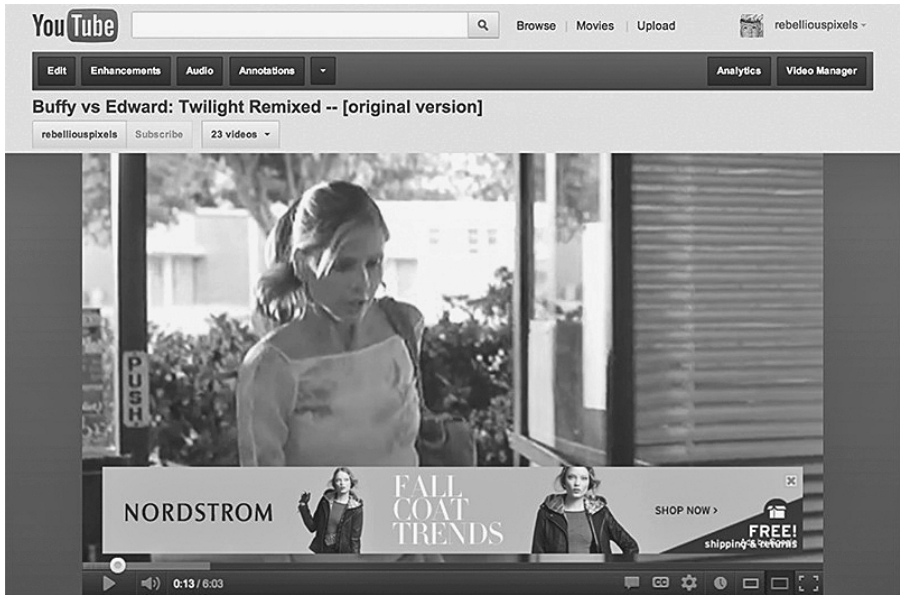 YouTube
Browse | Movies | Upload
rebelliouspixels
Edit
Enhancements
Audio
Annotations
Analytics
Video Manager
Buffy vs Edward: Twilight Remixed -- [original version]
rebelliouspixels
Subscribe
23 videos
PUSH
NORDSTROM
FALL
COAT
TRENDS
SHOP NOW ›
FREE!
shipping & returns
0:13 / 6:03
CC